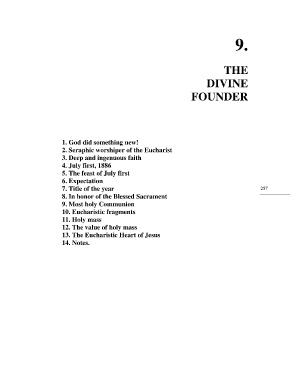 9.
THE
DIVINE
FOUNDER
1. God did something new!
2. Seraphic worshiper of the Eucharist
3. Deep and ingenuous faith
4. July first, 1886
5. The feast of July first
6. Expectation
7. Title of the year
8. In honor of the Blessed Sacrament
9. Most holy Communion
10. Eucharistic fragments
11. Holy mass
12. The value of holy mass
13. The Eucharistic Heart of Jesus
14. Notes.
257